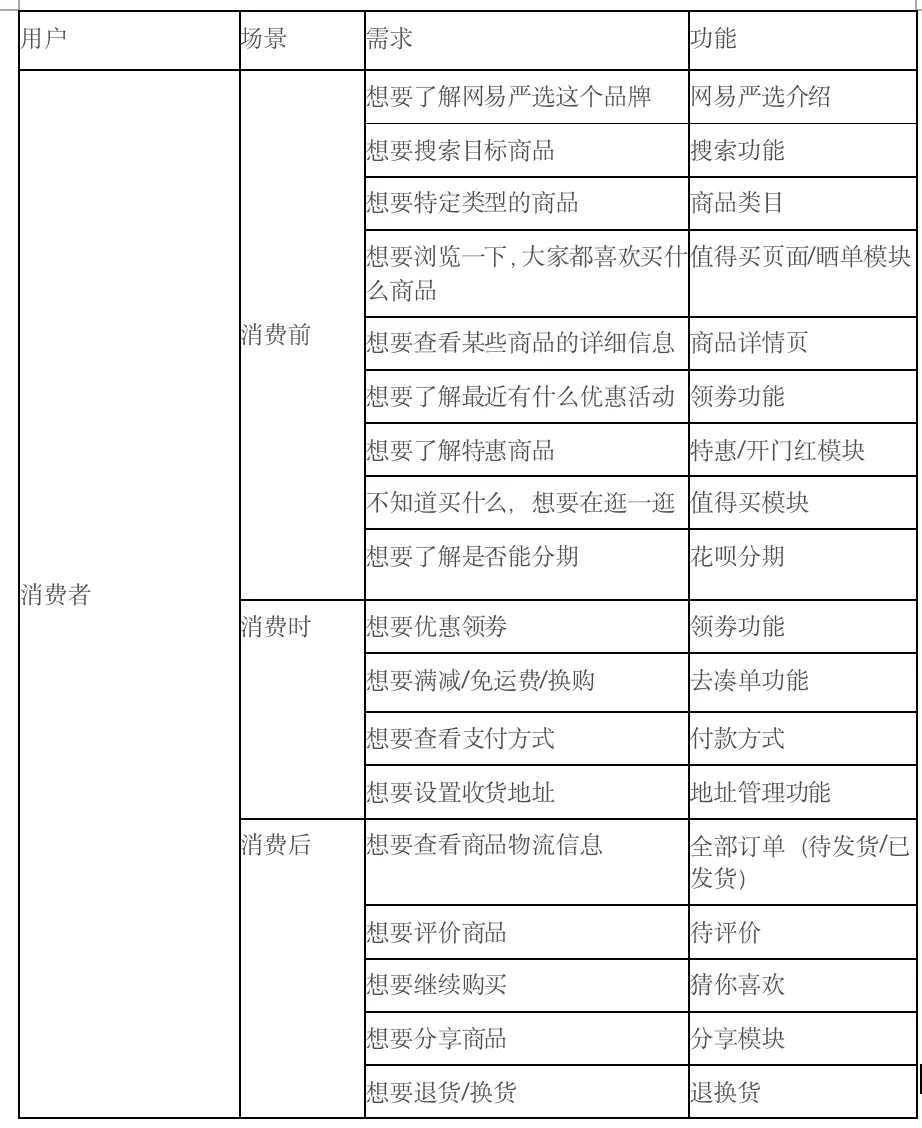 用户 场景 需求 功能
想要了解网易严选这个品牌 网易严选介绍
想要搜索目标商品 搜索功能
想要特定类型的商品 商品类目
想要浏览一下,大家都喜欢买什 值得买页面/晒单模块
么商品
消费前
想要查看某些商品的详细信息 商品详情页
想要了解最近有什么优惠活动 领券功能
想要了解特惠商品 特惠/开门红模块
不知道买什么，想要在逛一逛 值得买模块
想要了解是否能分期 花呗分期
消费者
消费时 想要优惠领券 领券功能
想要满减/免运费/换购 去凑单功能
想要查看支付方式 付款方式
想要设置收货地址 地址管理功能
消费后 想要查看商品物流信息 全部订单（待发货/已
发货）
想要评价商品 待评价
想要继续购买 猜你喜欢
想要分享商品 分享模块
想要退货/换货 退换货